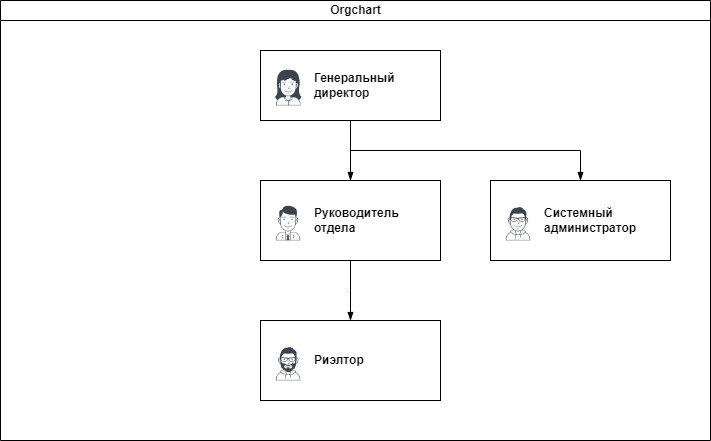 Orgchart
Генеральный
директор
Руководитель
отдела
Системный
администратор
Риэлтор